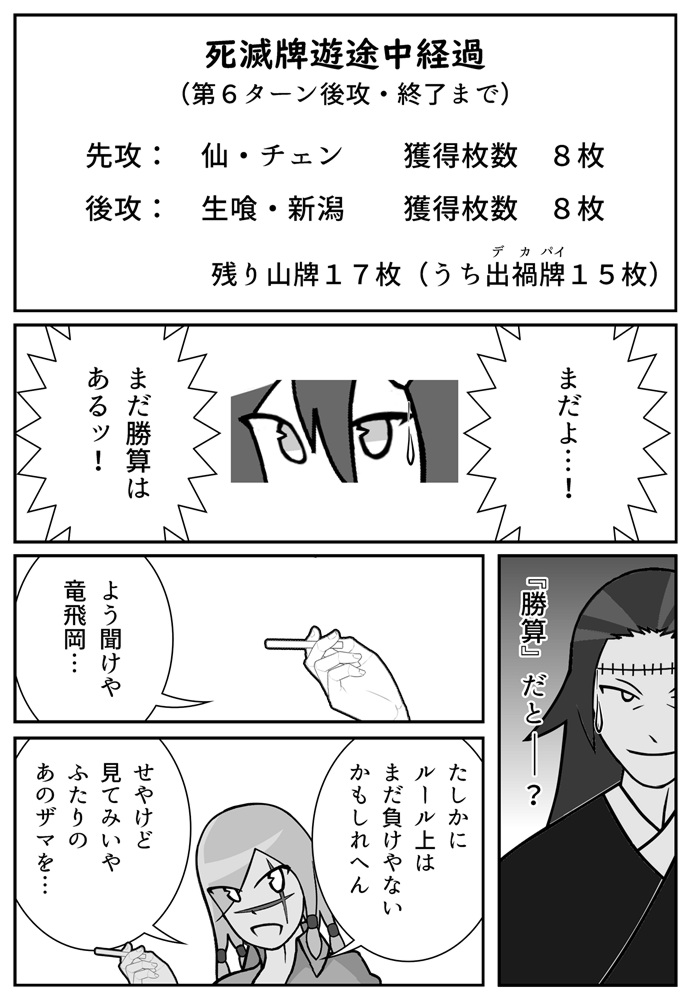 死滅牌遊途中経過
（第６ターン後攻・終了まで）
先攻：　仙・チェン　　獲得枚数　８枚
後攻：　生喰・新潟　　獲得枚数　８枚
デカパイ
残り山牌１７枚（うち出禍牌１５枚）
まだよ…！
まだ勝算は
あるッ！
『勝算』だと――？
よう聞けや
竜飛岡…
たしかに
ルール上は
まだ負けやない
かもしれへん
せやけど
見てみいや
ふたりの
あのザマを…